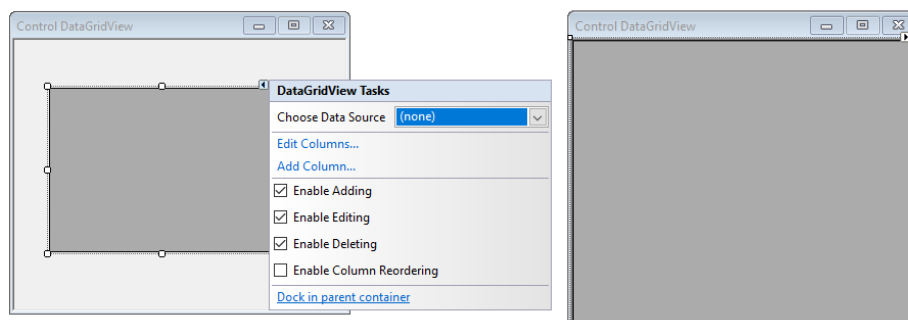 Control DataGridView
DataGridView Tasks
Choose Data Source (none)
Edit Columns...
Add Column...
Enable Adding
Enable Editing
Enable Deleting
Enable Column Reordering
Dock in parent container
Control DataGridView